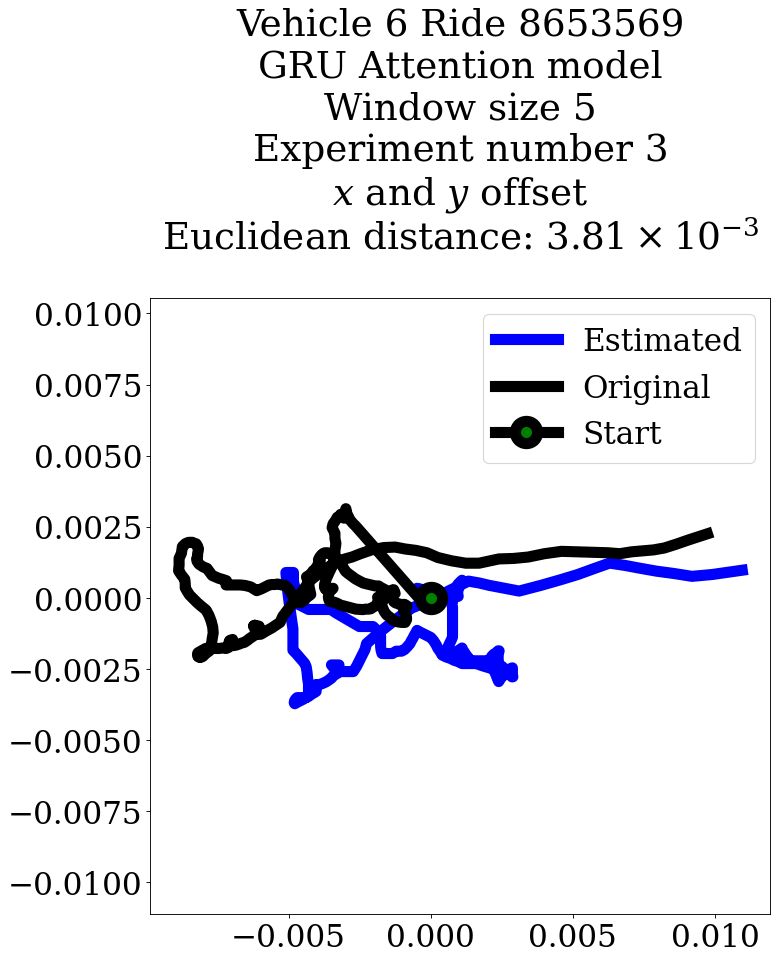 Vehicle 6 Ride 8653569
GRU Attention model
Window size 5
Experiment number 3
x and y offset
Euclidean distance: 3.81 × 10⁻³
Estimated
Original
Start
0.0100
0.0075
0.0050
0.0025
0.0000
−0.0025
−0.0050
−0.0075
−0.0100
−0.005 0.000 0.005 0.010